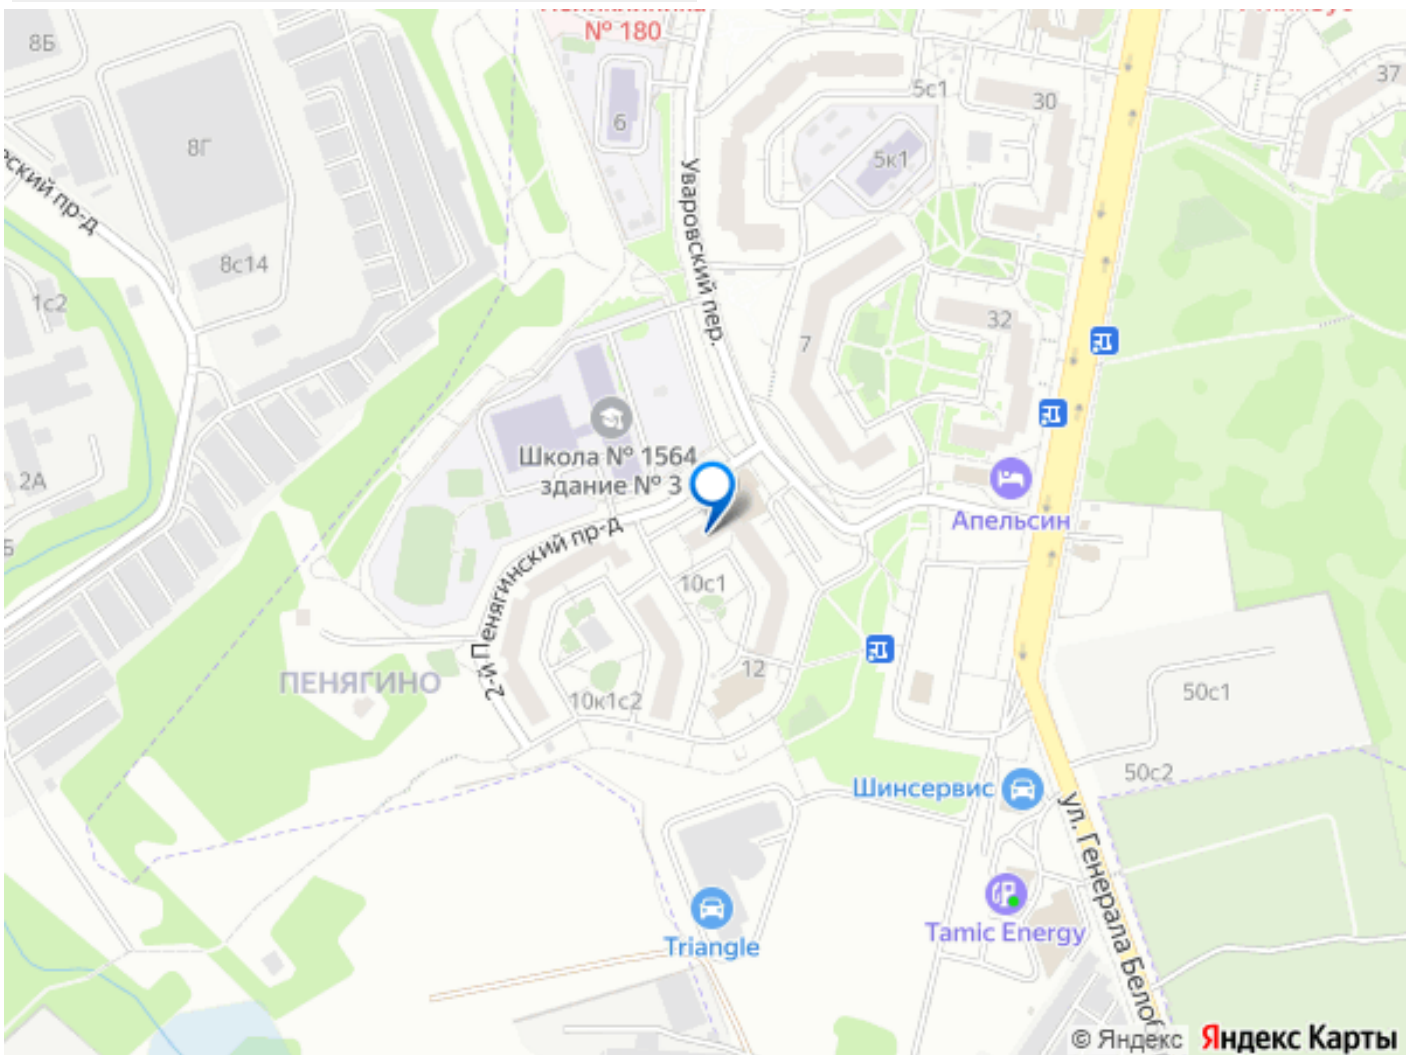 № 180
8Б
37
5с1
30
6
8Г
5к1
еский пр-д
Уваровский пер.
8с14
1с2
32
7
Школа № 1564
здание № 3
2А
Апельсин
2-й Пенягинский пр-д
10с1
ПЕНЯГИНО
12
10к1с2
50с1
50с2
Шинсервис
ул. Генерала Белоб
Tamic Energy
Triangle
© Яндекс Яндекс Карты